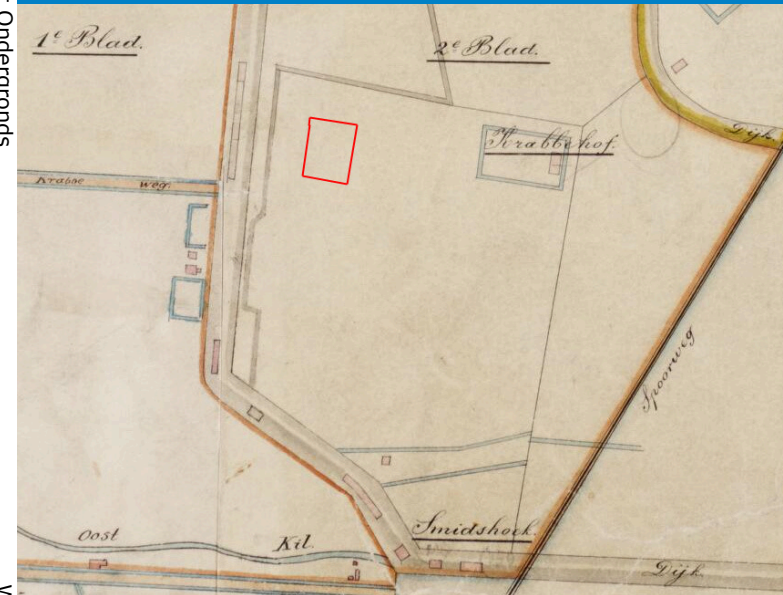 Ondergronds
1e Blad.
2e Blad.
Krabbehof.
Dijk
Krabbe weg.
Spoorweg
Smidshoek.
Oost Kil.
Dijk